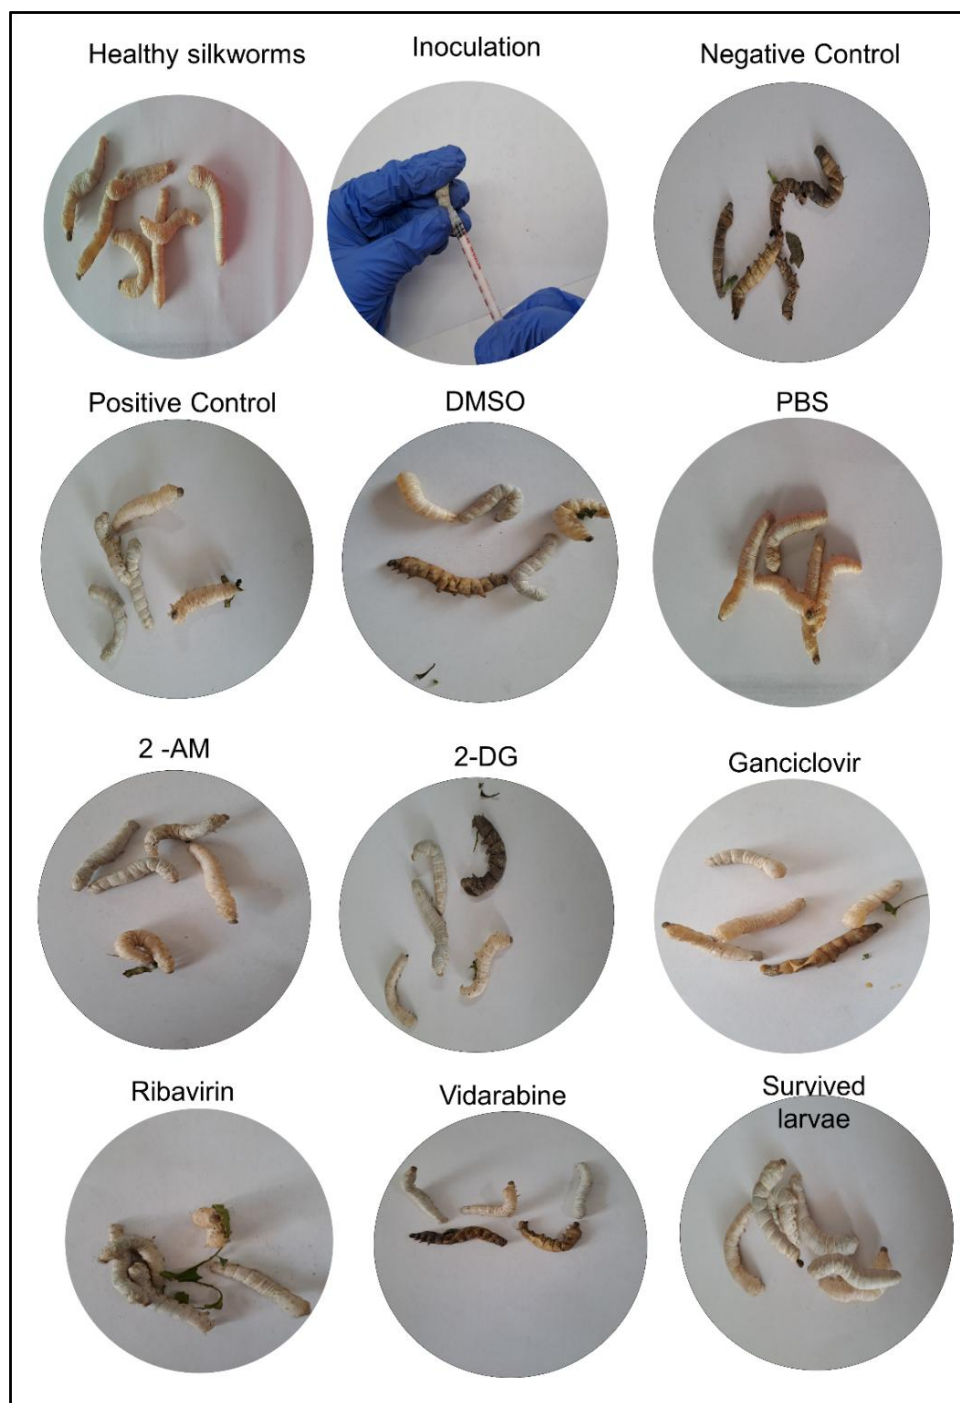 Healthy silkworms
Inoculation
Negative Control
Positive Control
DMSO
PBS
2 -AM
2-DG
Ganciclovir
Ribavirin
Vidarabine
Survived
larvae